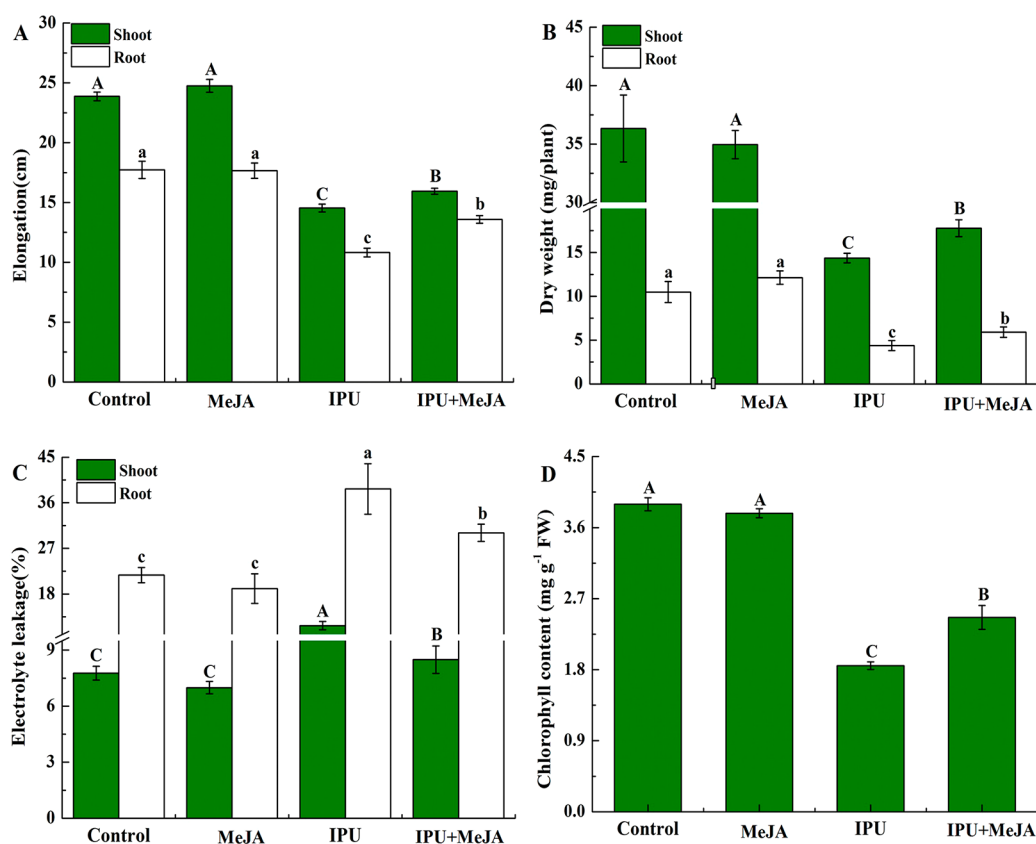 A
Shoot
Root
Elongation(cm)
30
25
20
15
10
5
0
A
a
A
a
C
c
B
b
Control
MeJA
IPU
IPU+MeJA
B
Shoot
Root
Dry weight (mg/plant)
45
40
35
30
15
10
5
0
A
a
A
a
C
c
B
b
Control
MeJA
IPU
IPU+MeJA
C
Shoot
Root
Electrolyte leakage(%)
45
36
27
18
9
6
3
0
C
c
C
c
A
a
B
b
Control
MeJA
IPU
IPU+MeJA
D
Chlorophyll content (mg g⁻¹ FW)
4.5
3.6
2.7
1.8
0.9
0.0
A
A
C
B
Control
MeJA
IPU
IPU+MeJA